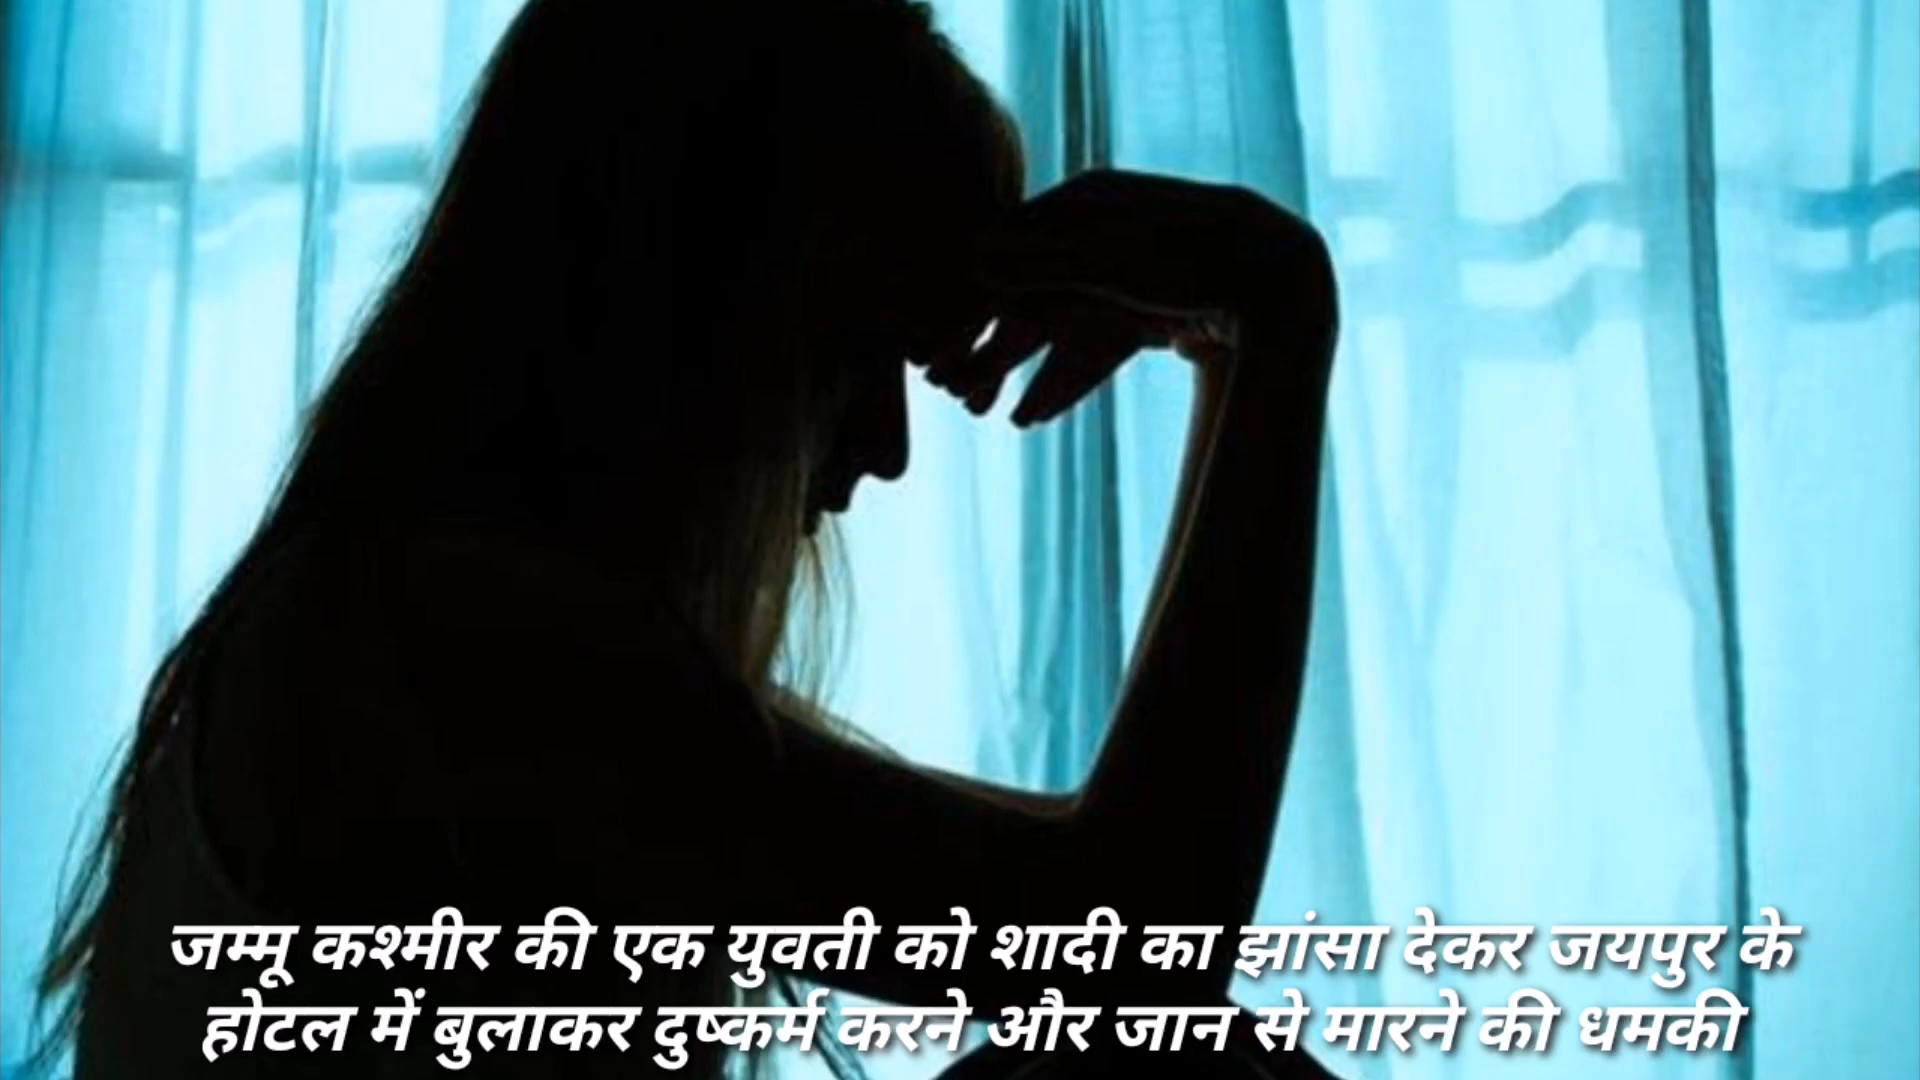 जम्मू कश्मीर की एक युवती को शादी का झांसा देकर जयपुर के
होटल में बुलाकर दुष्कर्म करने और जान से मारने की धमकी